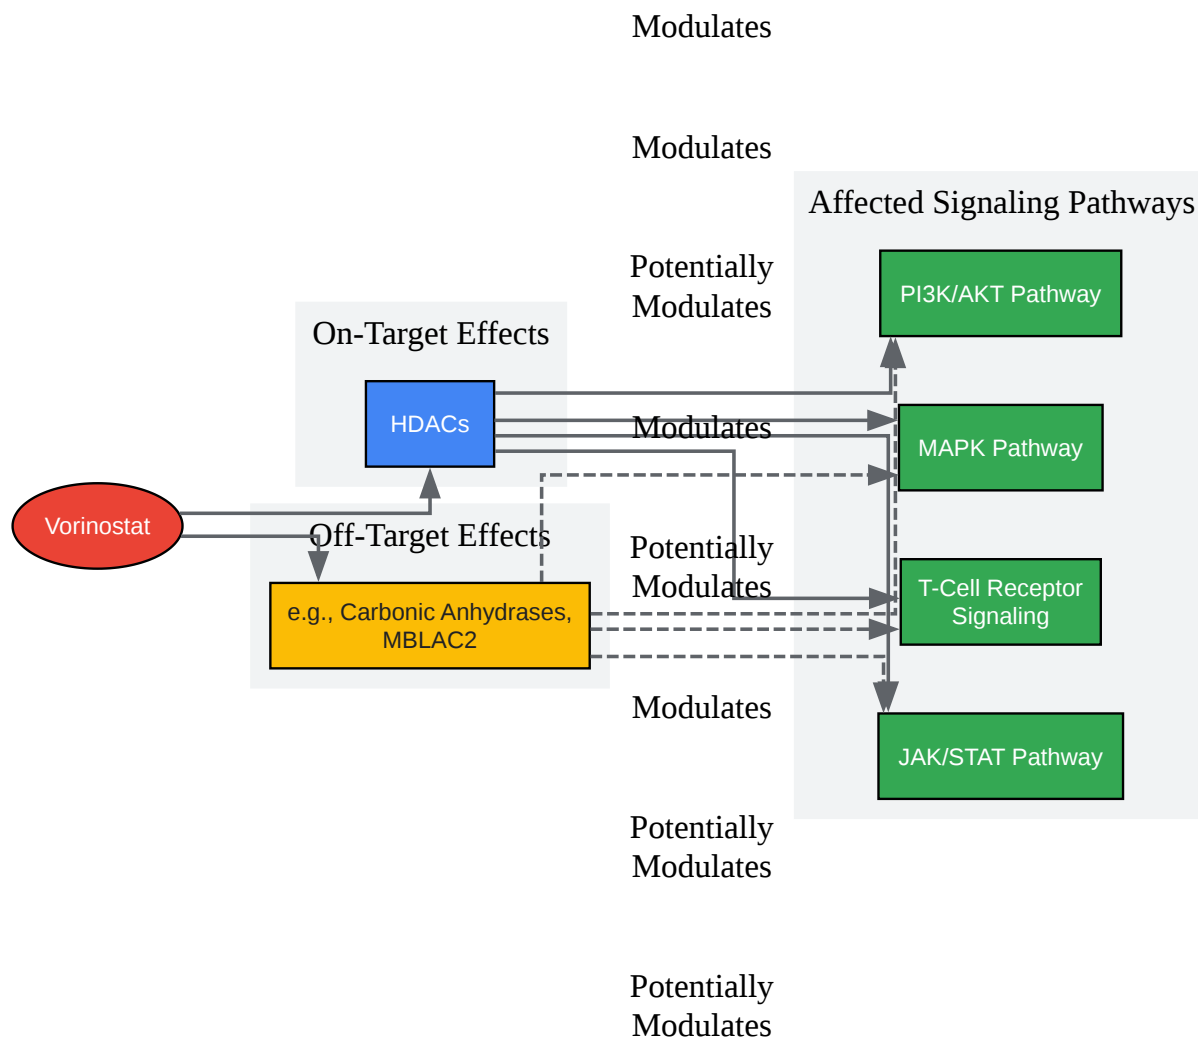 Modulates
Modulates
Affected Signaling Pathways
Potentially
Modulates
PI3K/AKT Pathway
On-Target Effects
HDACs
Modulates
MAPK Pathway
Vorinostat
Off-Target Effects
Potentially
Modulates
T-Cell Receptor
Signaling
e.g., Carbonic Anhydrases,
MBLAC2
Modulates
JAK/STAT Pathway
Potentially
Modulates
Potentially
Modulates